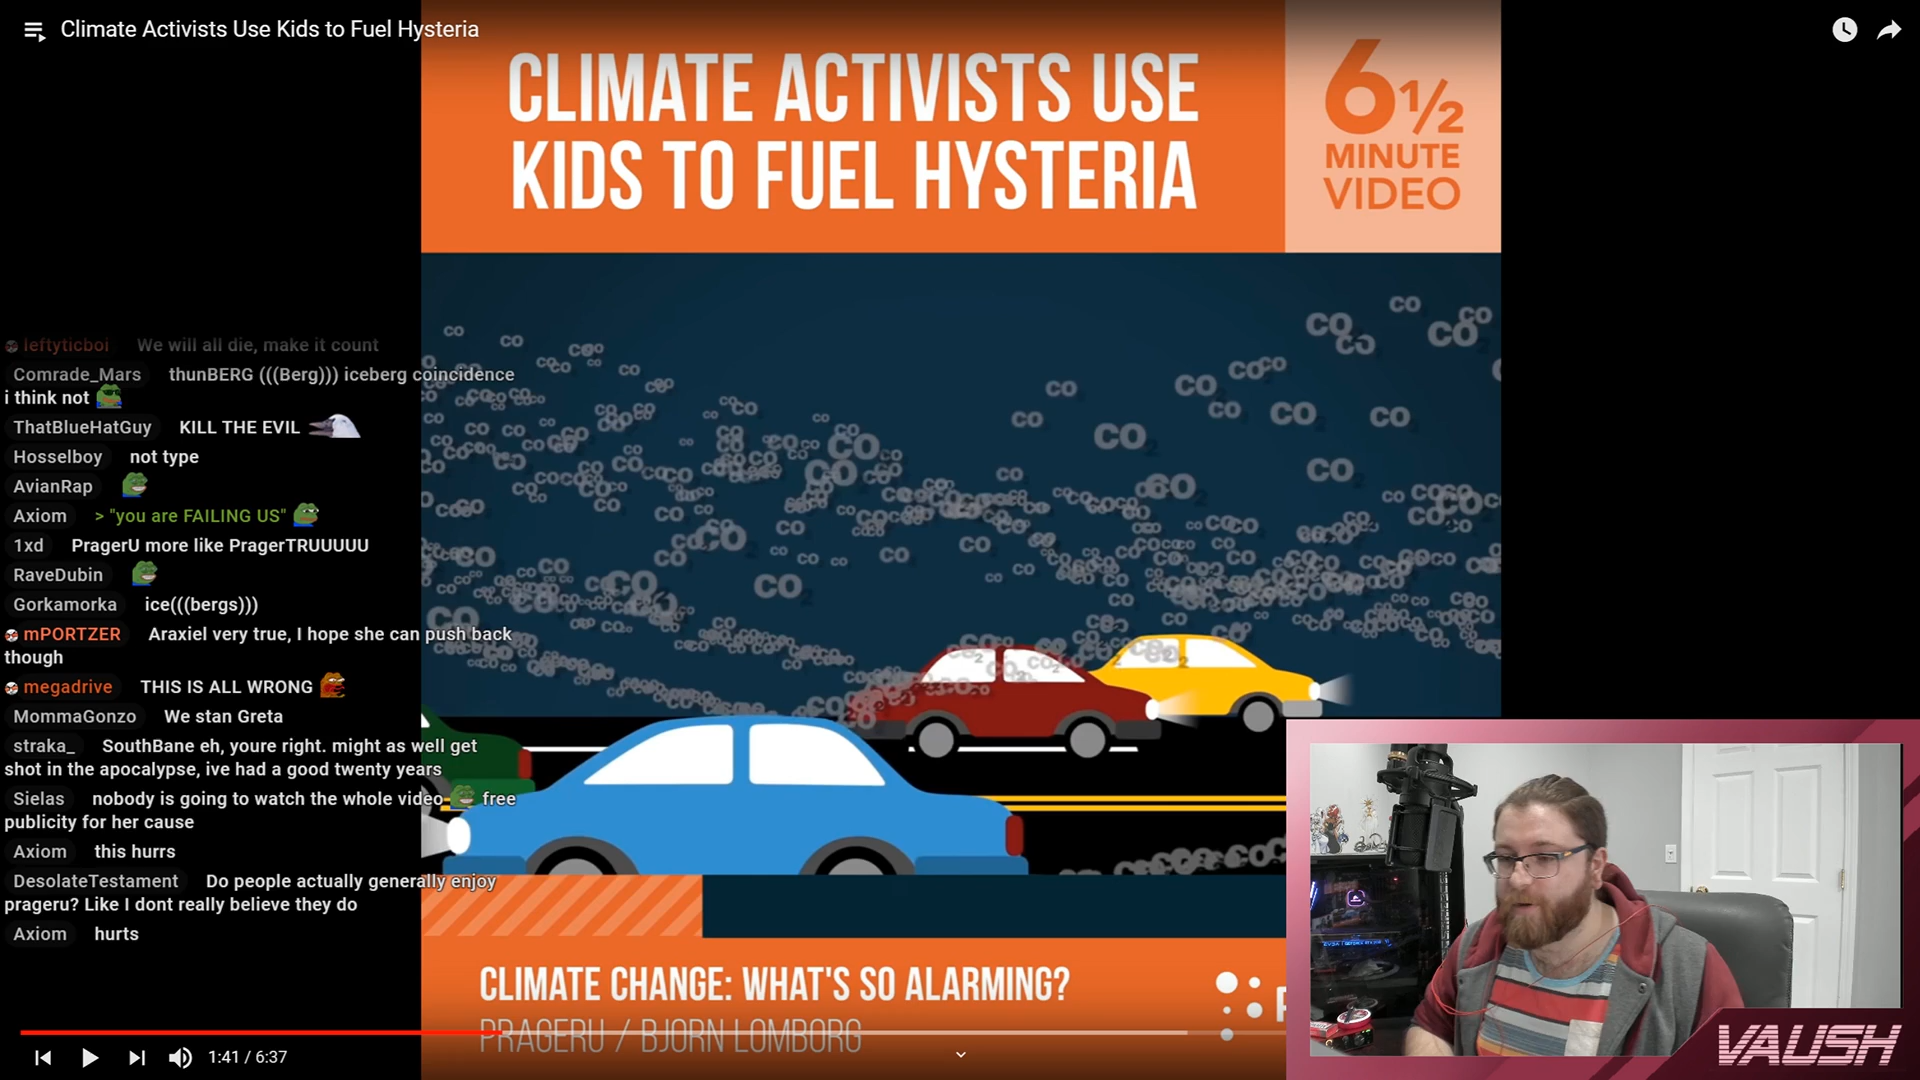 Climate Activists Use Kids to Fuel Hysteria
CLIMATE ACTIVISTS USE
KIDS TO FUEL HYSTERIA
6 1/2
MINUTE
VIDEO
leftyticboi We will all die, make it count
Comrade_Mars thunBERG (((Berg))) iceberg coincidence
i think not
ThatBlueHatGuy KILL THE EVIL
Hosselboy not type
AvianRap
Axiom > "you are FAILING US"
1xd PragerU more like PragerTRUUUUU
RaveDubin
Gorkamorka ice(((bergs)))
mPORTZER Araxiel very true, I hope she can push back
though
megadrive THIS IS ALL WRONG
MommaGonzo We stan Greta
straka_ SouthBane eh, youre right. might as well get
shot in the apocalypse, ive had a good twenty years
Sielas nobody is going to watch the whole video free
publicity for her cause
Axiom this hurrs
DesolateTestament Do people actually generally enjoy
prageru? Like I dont really believe they do
Axiom hurts
CLIMATE CHANGE: WHAT'S SO ALARMING?
PRAGERU / BJORN LOMBORG
1:41 / 6:37
VAUSH